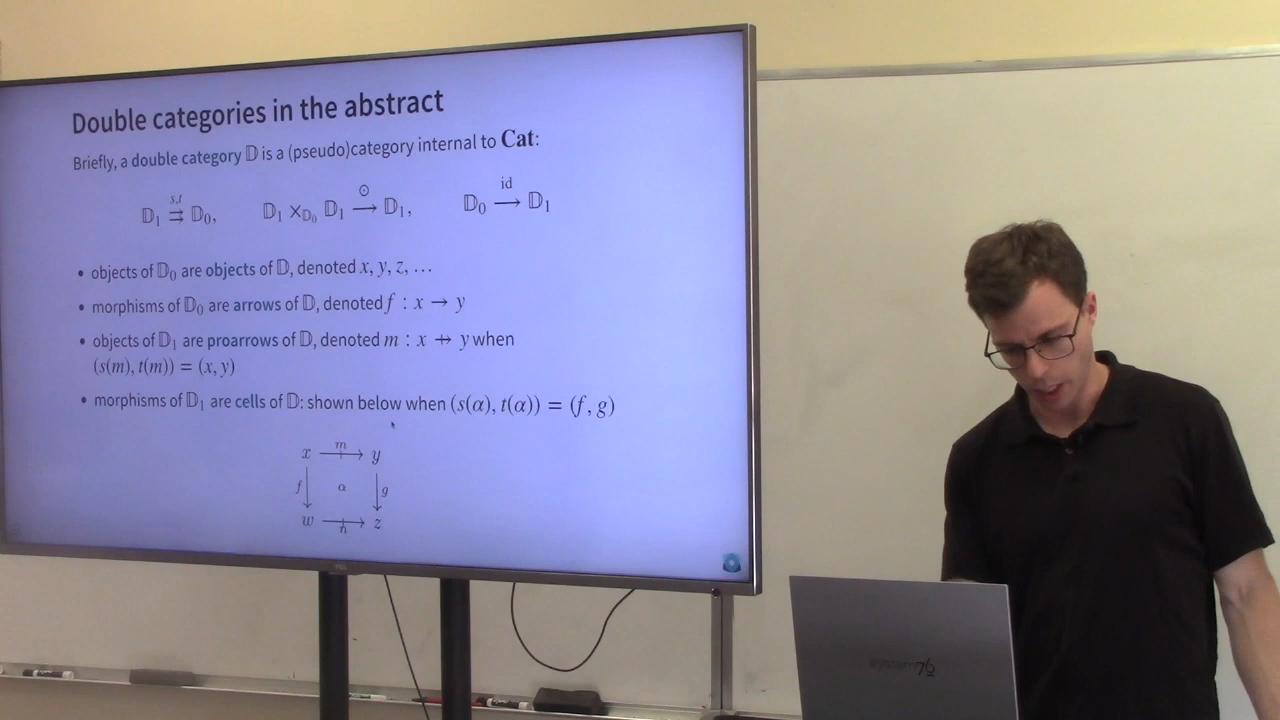 Double categories in the abstract
Briefly, a double category 𝔻 is a (pseudo)category internal to Cat:
𝔻₁ ⇉ 𝔻₀, (s,t)   𝔻₁ ×_𝔻₀ 𝔻₁ ⟶ 𝔻₁, (⊙)   𝔻₀ ⟶ 𝔻₁ (id)
• objects of 𝔻₀ are objects of 𝔻, denoted x, y, z, …
• morphisms of 𝔻₀ are arrows of 𝔻, denoted f : x → y
• objects of 𝔻₁ are proarrows of 𝔻, denoted m : x ⇸ y when
(s(m), t(m)) = (x, y)
• morphisms of 𝔻₁ are cells of 𝔻: shown below when (s(α), t(α)) = (f, g)
m
x ⇸ y
f α g
w ⇸ z
n
TCL